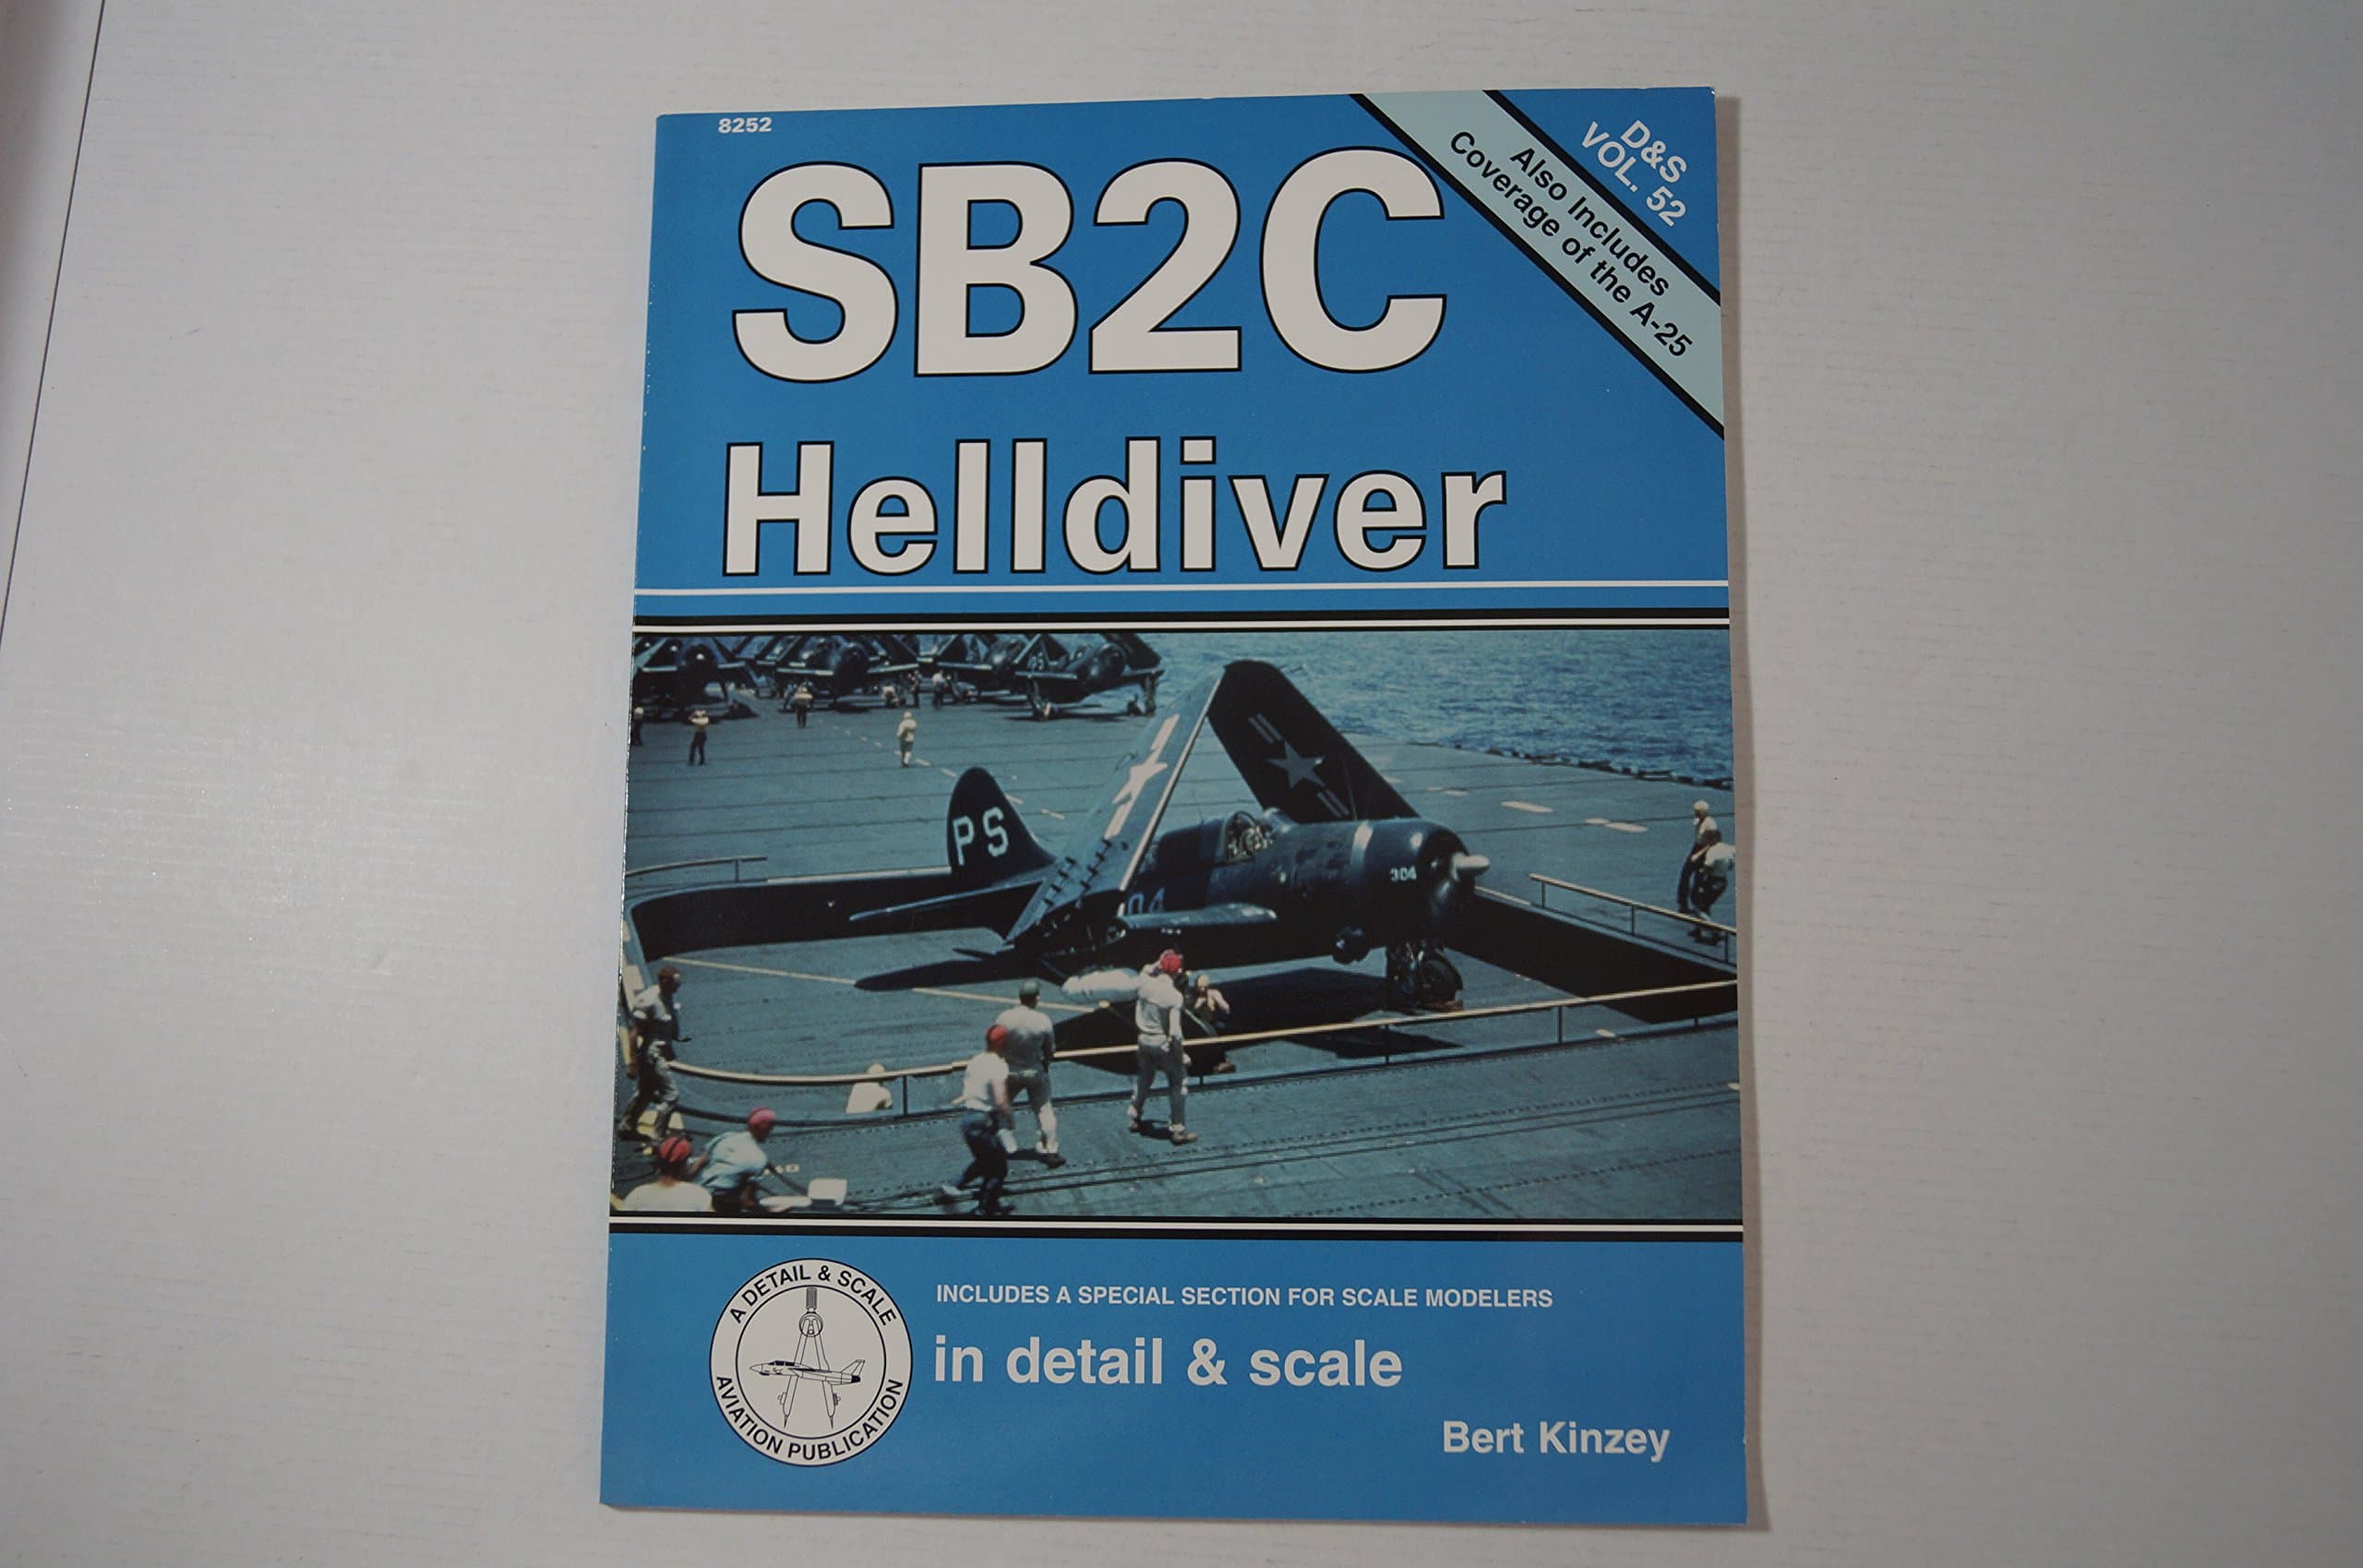 8252
D&S
VOL. 52
Also Includes
Coverage of the A-25
SB2C
Helldiver
PS
304
A DETAIL & SCALE
AVIATION PUBLICATION
INCLUDES A SPECIAL SECTION FOR SCALE MODELERS
in detail & scale
Bert Kinzey